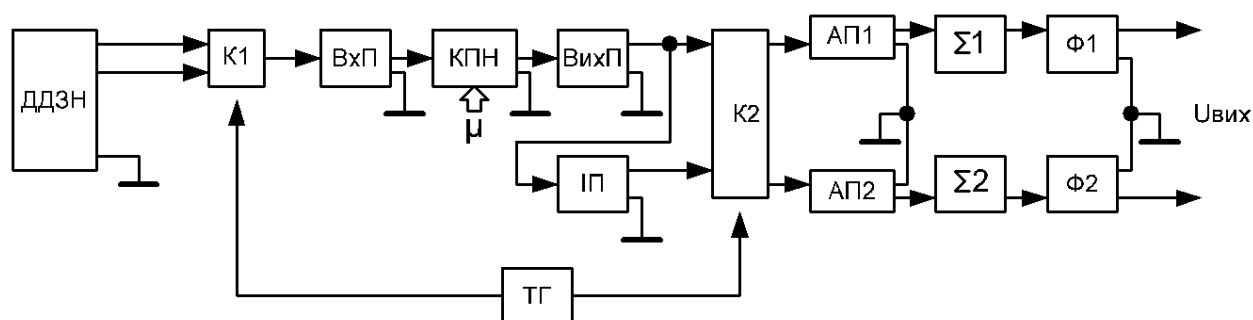 ДДЗН
К1
ВхП
КПН
μ
ВихП
ІП
К2
АП1
Σ1
Ф1
Uвих
АП2
Σ2
Ф2
ТГ